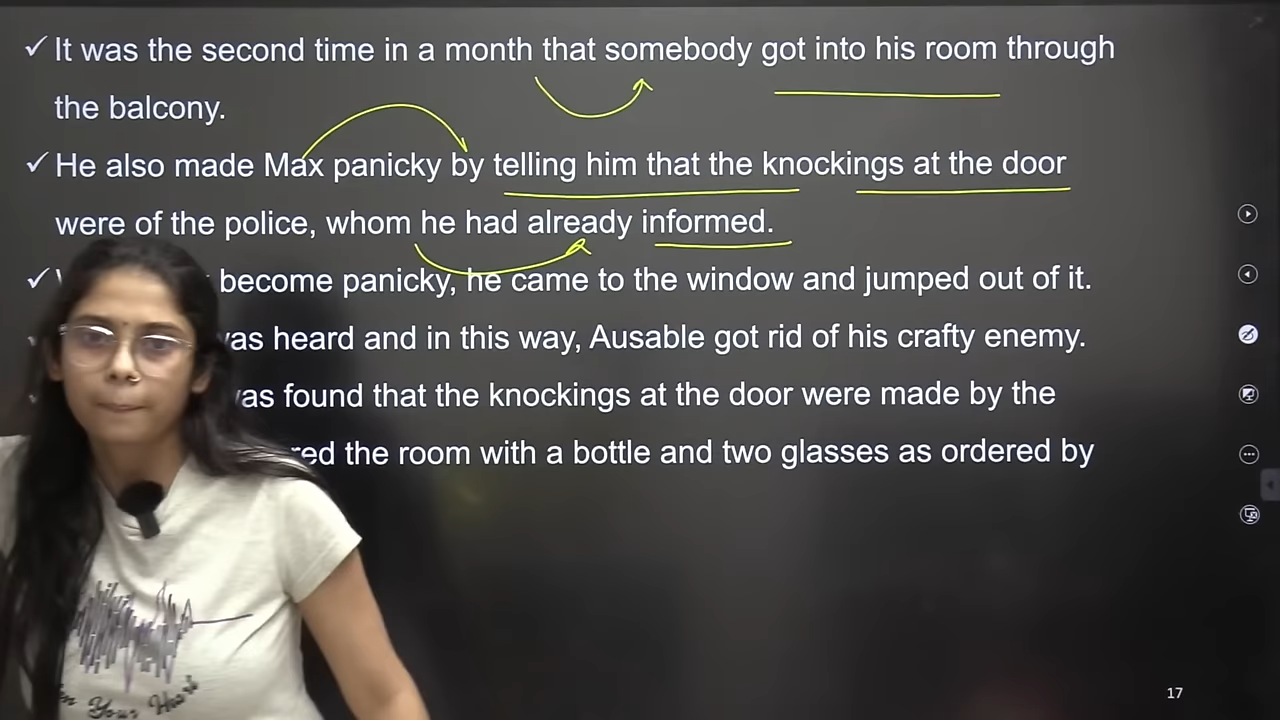 ✓ It was the second time in a month that somebody got into his room through
the balcony.
✓ He also made Max panicky by telling him that the knockings at the door
were of the police, whom he had already informed.
✓ become panicky, he came to the window and jumped out of it.
was heard and in this way, Ausable got rid of his crafty enemy.
was found that the knockings at the door were made by the
the room with a bottle and two glasses as ordered by
Your
17